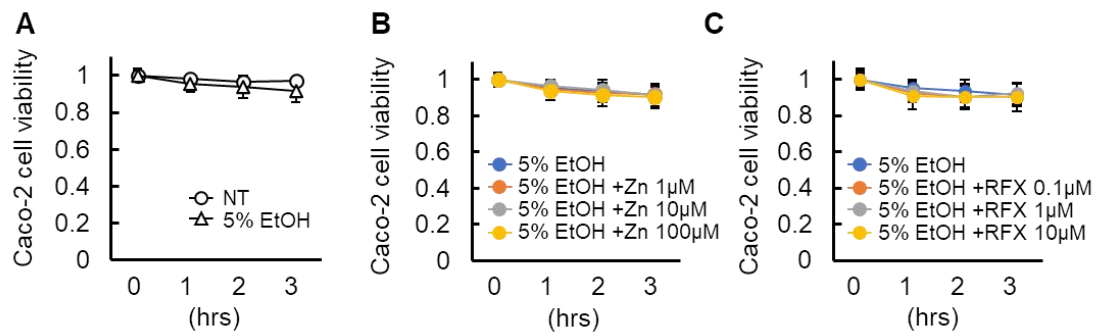 A
Caco-2 cell viability
1
0.8
0.6
0.4
0.2
0
NT
5% EtOH
0 1 2 3
(hrs)
B
Caco-2 cell viability
1
0.8
0.6
0.4
0.2
0
5% EtOH
5% EtOH +Zn 1μM
5% EtOH +Zn 10μM
5% EtOH +Zn 100μM
0 1 2 3
(hrs)
C
Caco-2 cell viability
1
0.8
0.6
0.4
0.2
0
5% EtOH
5% EtOH +RFX 0.1μM
5% EtOH +RFX 1μM
5% EtOH +RFX 10μM
0 1 2 3
(hrs)